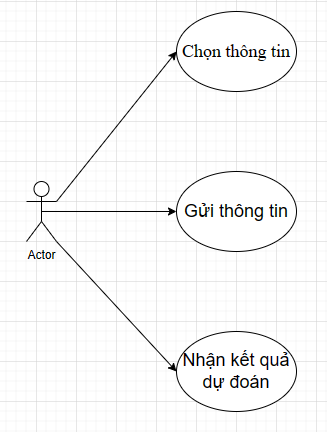 Chọn thông tin
Gửi thông tin
Actor
Nhận kết quả
dự đoán